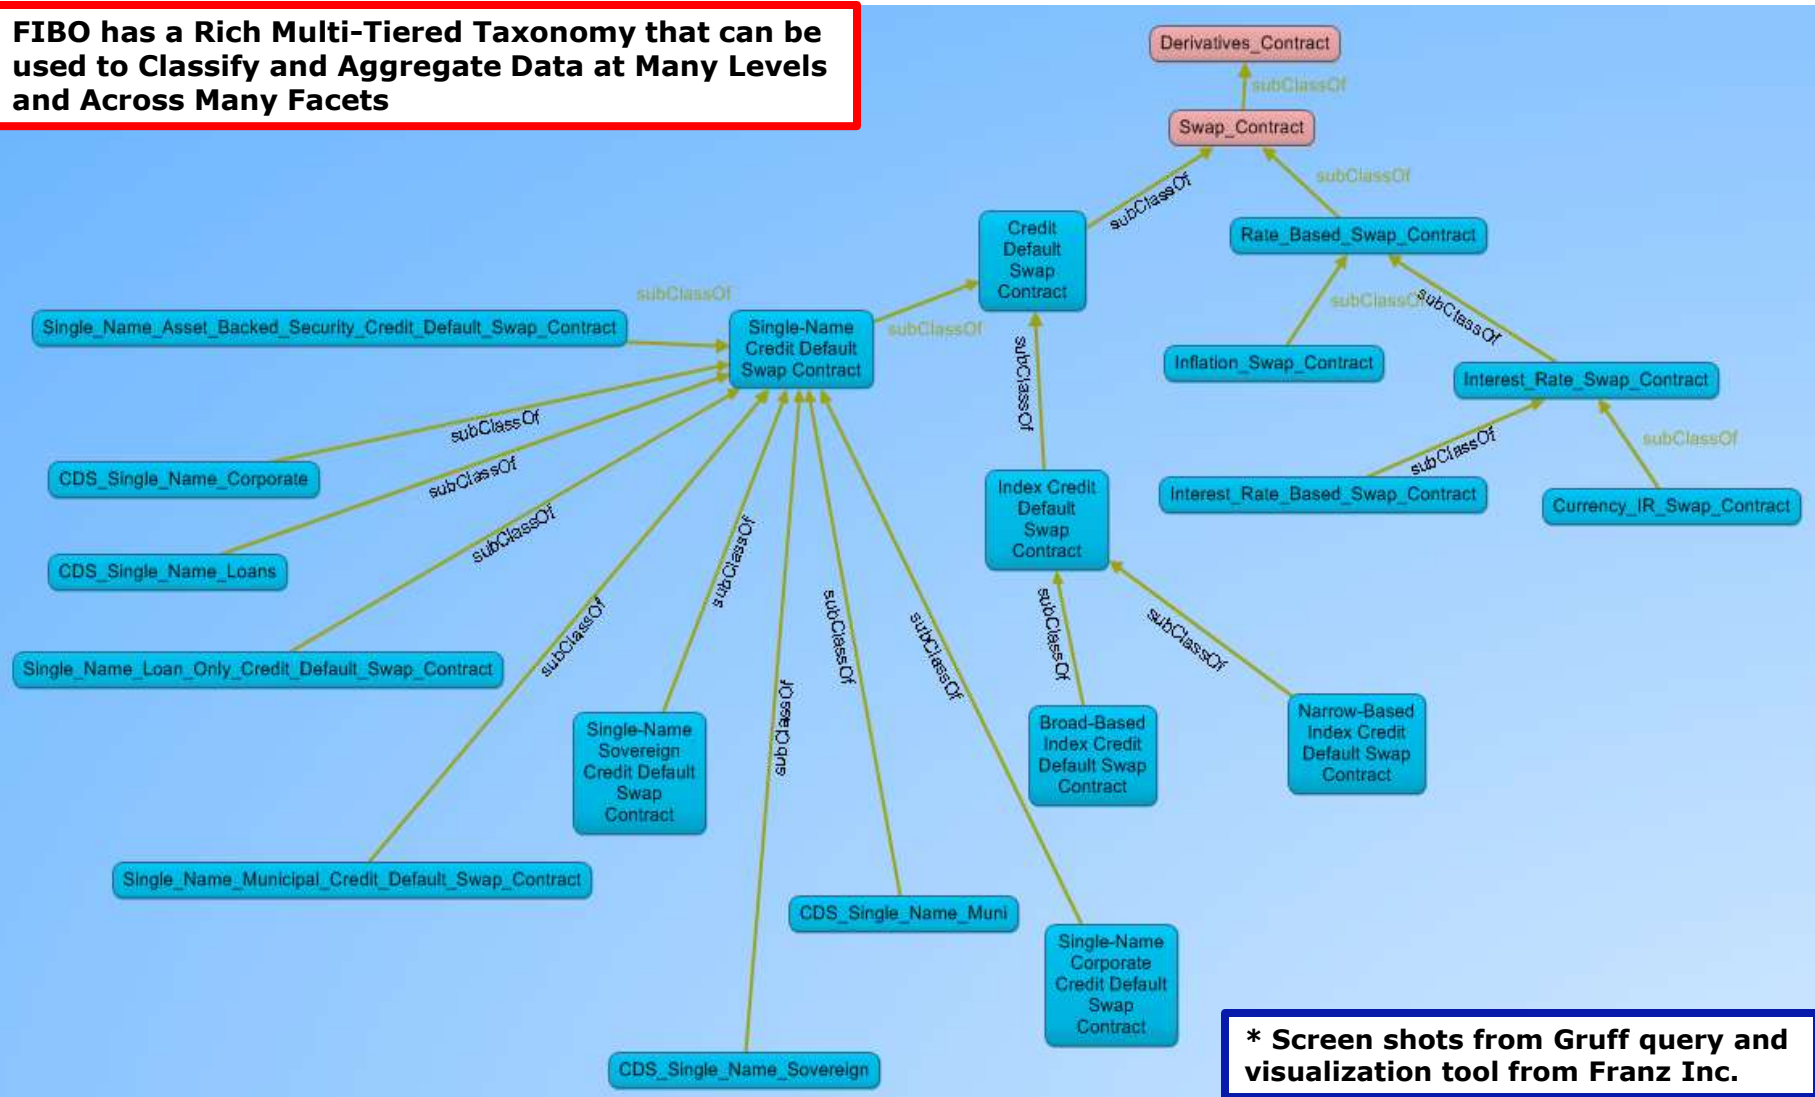 FIBO has a Rich Multi-Tiered Taxonomy that can be
used to Classify and Aggregate Data at Many Levels
and Across Many Facets
Derivatives_Contract
subClassOf
Swap_Contract
subClassOf
subClassOf
Credit
Default
Swap
Contract
Rate_Based_Swap_Contract
subClassOf
subClassOf
subClassOf
subClassOf
Single_Name_Asset_Backed_Security_Credit_Default_Swap_Contract
Single-Name
Credit Default
Swap Contract
subClassOf
Inflation_Swap_Contract
Interest_Rate_Swap_Contract
subClassOf
subClassOf
subClassOf
subClassOf
CDS_Single_Name_Corporate
Index Credit
Default
Swap
Contract
Interest_Rate_Based_Swap_Contract
Currency_IR_Swap_Contract
subClassOf
subClassOf
CDS_Single_Name_Loans
subClassOf
subClassOf
subClassOf
subClassOf
subClassOf
subClassOf
Single_Name_Loan_Only_Credit_Default_Swap_Contract
subClassOf
Single-Name
Sovereign
Credit Default
Swap
Contract
Broad-Based
Index Credit
Default Swap
Contract
Narrow-Based
Index Credit
Default Swap
Contract
Single_Name_Municipal_Credit_Default_Swap_Contract
CDS_Single_Name_Muni
Single-Name
Corporate
Credit Default
Swap
Contract
CDS_Single_Name_Sovereign
* Screen shots from Gruff query and
visualization tool from Franz Inc.